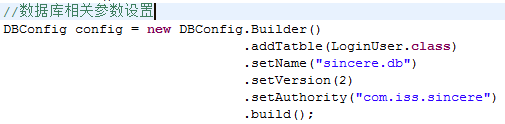 //数据库相关参数设置
DBConfig config = new DBConfig.Builder()
.addTatble(LoginUser.class)
.setName("sincere.db")
.setVersion(2)
.setAuthority("com.iss.sincere")
.build();